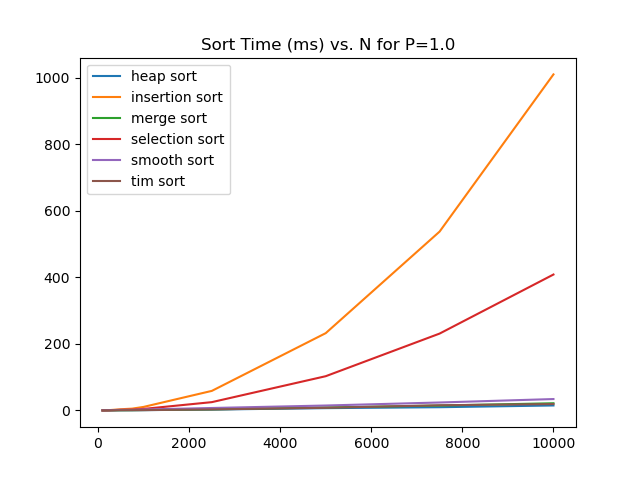 Sort Time (ms) vs. N for P=1.0
heap sort
insertion sort
merge sort
selection sort
smooth sort
tim sort
1000
800
600
400
200
0
0 2000 4000 6000 8000 10000